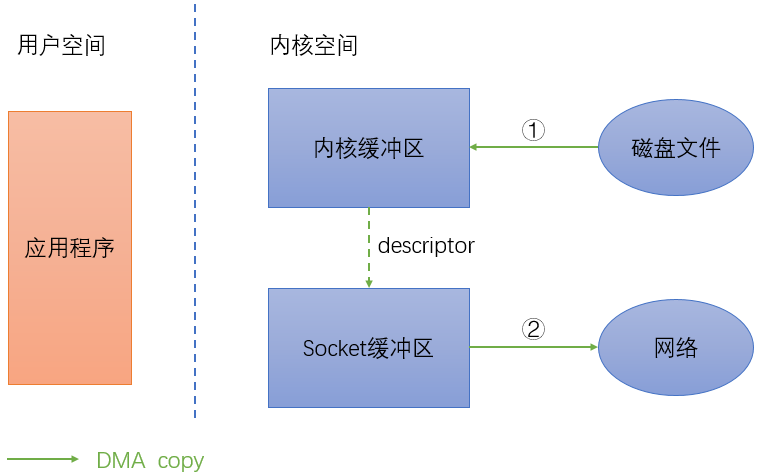 用户空间
内核空间
①
内核缓冲区
磁盘文件
应用程序
descriptor
②
Socket缓冲区
网络
DMA copy